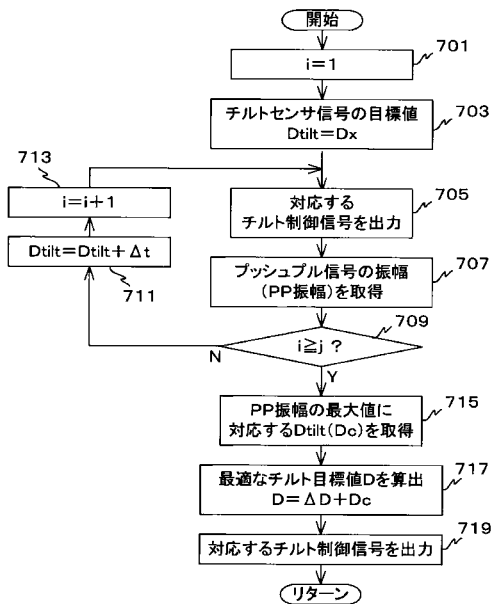 開始
i=1
701
チルトセンサ信号の目標値
Dtilt=Dx
703
713
i=i+1
対応する
チルト制御信号を出力
705
Dtilt=Dtilt+Δt
711
プッシュプル信号の振幅
(PP振幅)を取得
707
709
i≧j ?
N
Y
PP振幅の最大値に
対応するDtilt(Dc)を取得
715
最適なチルト目標値Dを算出
D=ΔD+Dc
717
対応するチルト制御信号を出力
719
リターン